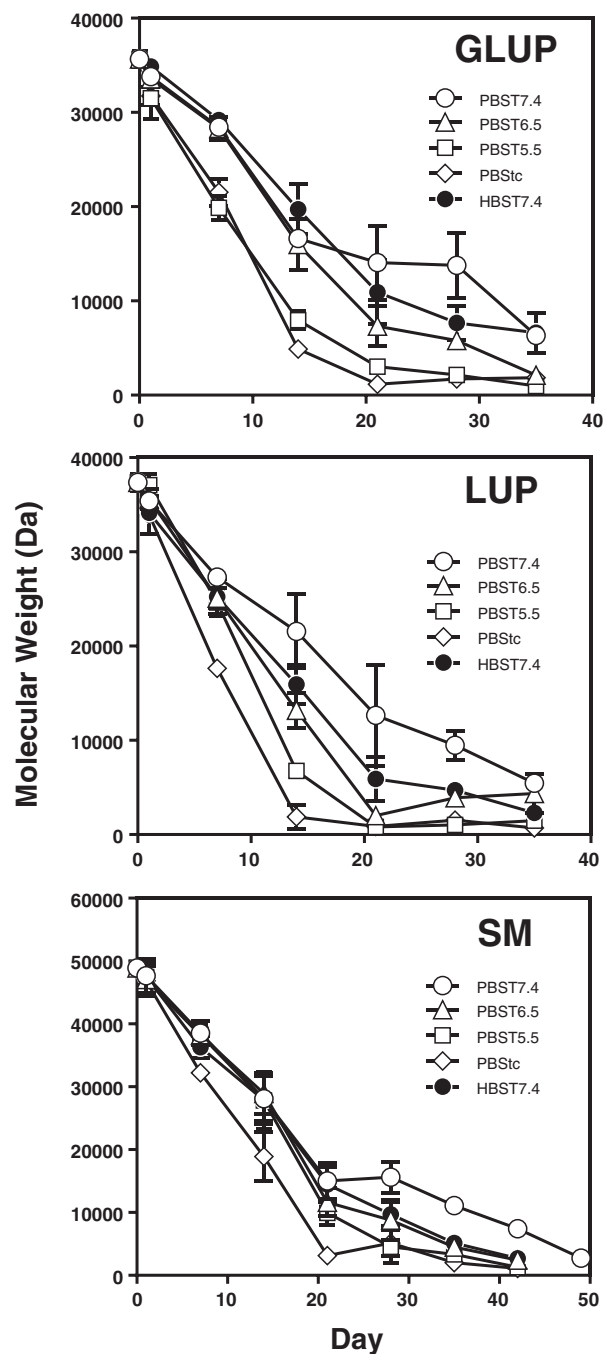 40000
GLUP
PBST7.4
PBST6.5
30000
PBST5.5
PBStc
HBST7.4
20000
10000
0
0 10 20 30 40
40000
LUP
30000
PBST7.4
PBST6.5
PBST5.5
PBStc
20000
HBST7.4
10000
0
0 10 20 30 40
Molecular Weight (Da)
60000
SM
50000
PBST7.4
PBST6.5
40000
PBST5.5
PBStc
30000
HBST7.4
20000
10000
0
0 10 20 30 40 50
Day